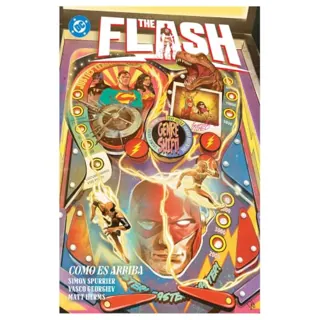 DC
THE
FLASH
GENRE
SHIFT
COMO ES ARRIBA
SIMON SPURRIER
VASCO GEORGIEV
MATT HERMS